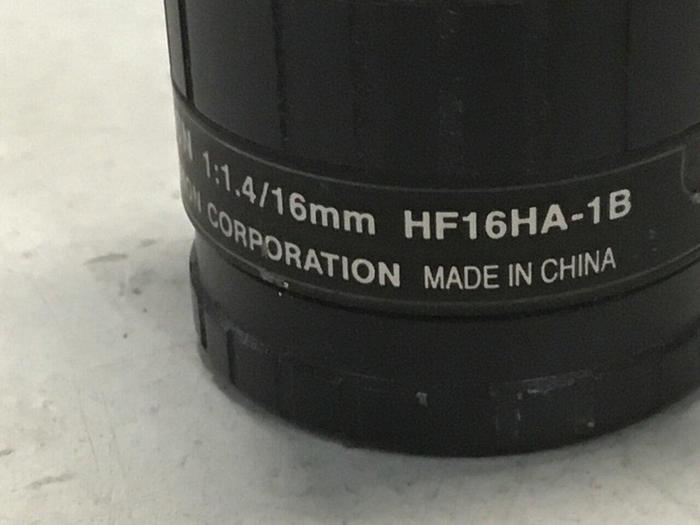 1:1.4/16mm HF16HA-1B
CORPORATION MADE IN CHINA